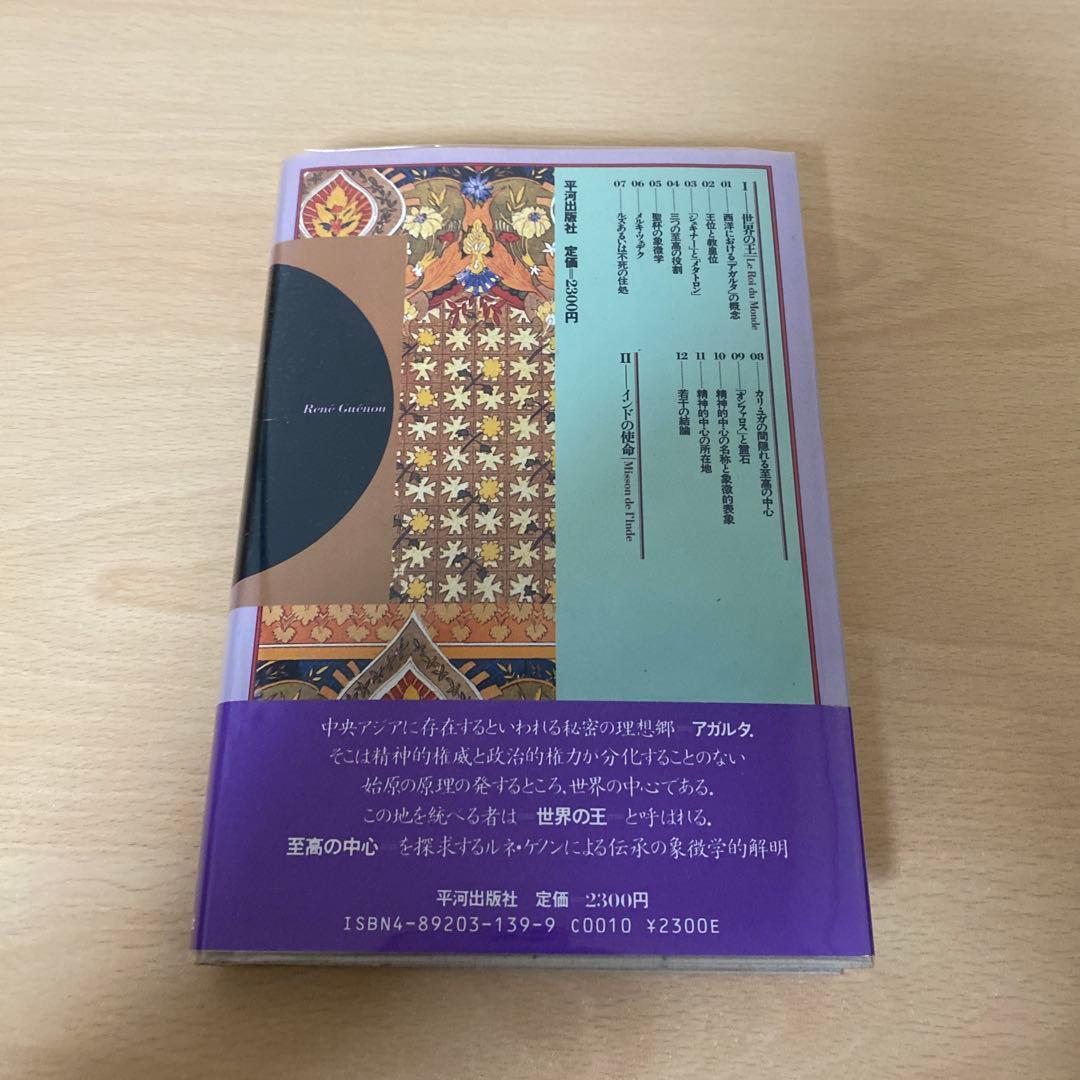 I—世界の王 Le Roi du Monde
01—西洋における「アガルタ」の概念
02—王位と教皇位
03—「シェキナー」と「メタトロン」
04—三つの至高の役割
05—聖杯の象徴学
06—メルキ・ツェデク
07—ルズあるいは不死の住処
08—カリ・ユガの間隠れる至高の中心
09—「オンファロス」と霊石
10—精神的中心の名称と象徴的表象
11—精神的中心の所在地
12—若干の結論
II—インドの使命 Misson de l'Inde
平河出版社 定価=2300円
René Guénon
中央アジアに存在するといわれる秘密の理想郷 アガルタ.
そこは精神的権威と政治的権力が分化することのない
始原の原理の発するところ、世界の中心である.
この地を統べる者は 世界の王 と呼ばれる.
至高の中心 を探求するルネ・ゲノンによる伝承の象徴学的解明
平河出版社 定価 2300円
ISBN4-89203-139-9 C0010 ¥2300E